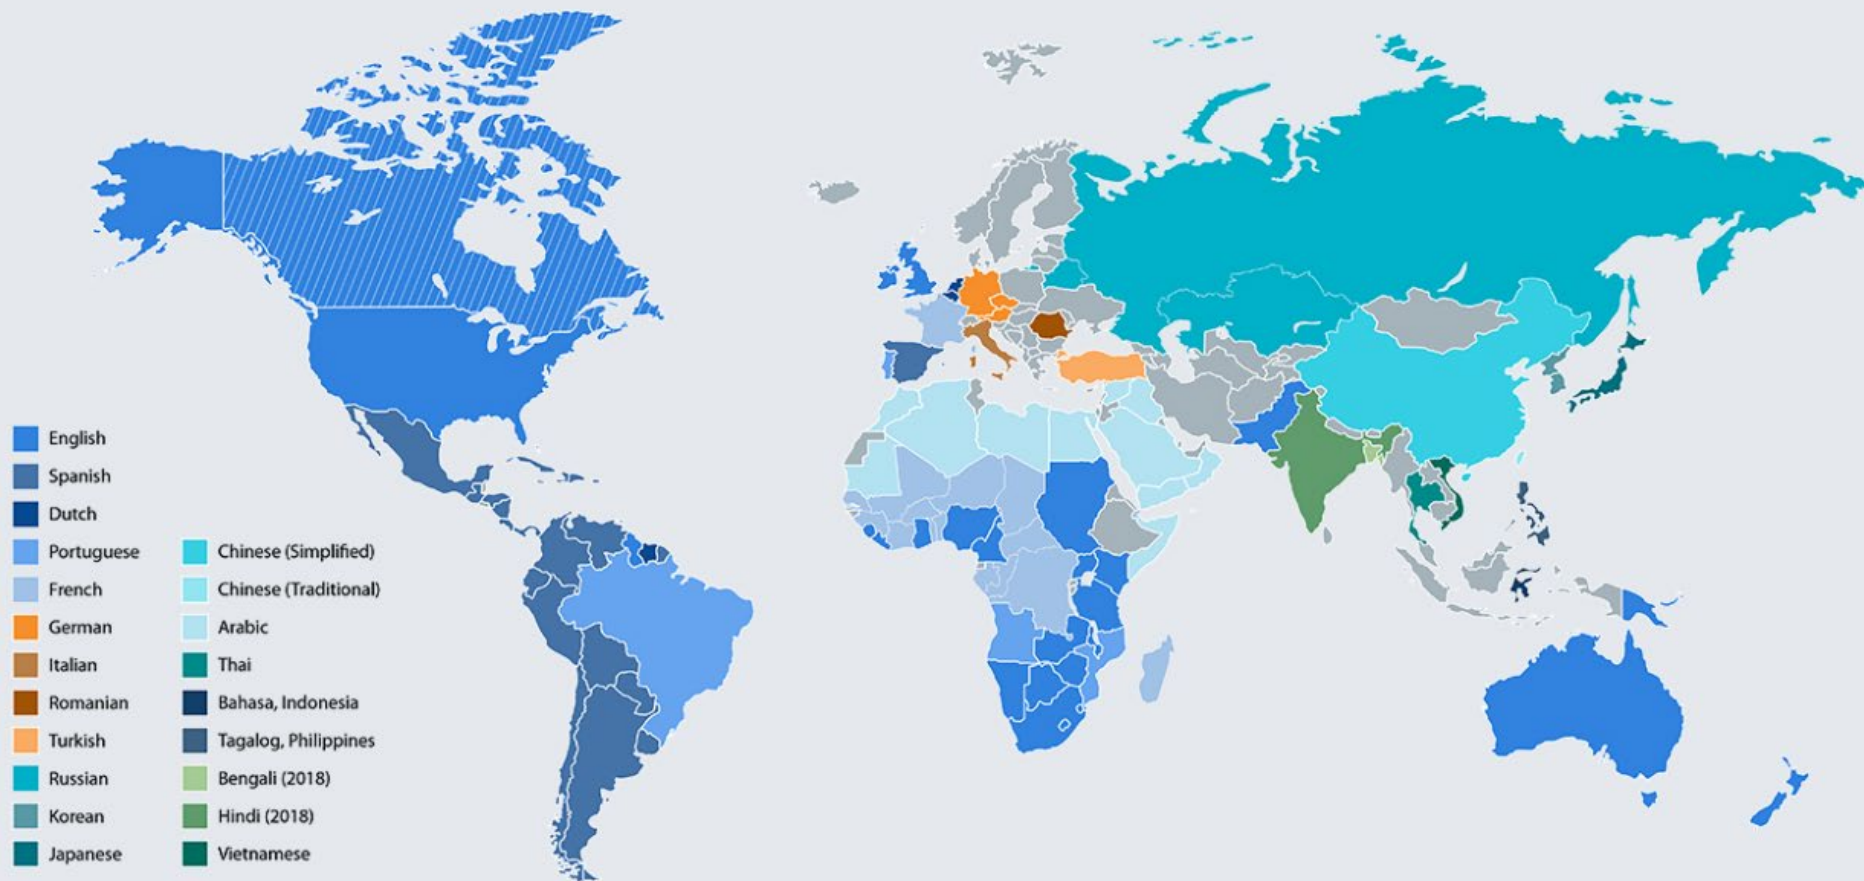 English
Spanish
Dutch
Portuguese
French
German
Italian
Romanian
Turkish
Russian
Korean
Japanese
Chinese (Simplified)
Chinese (Traditional)
Arabic
Thai
Bahasa, Indonesia
Tagalog, Philippines
Bengali (2018)
Hindi (2018)
Vietnamese